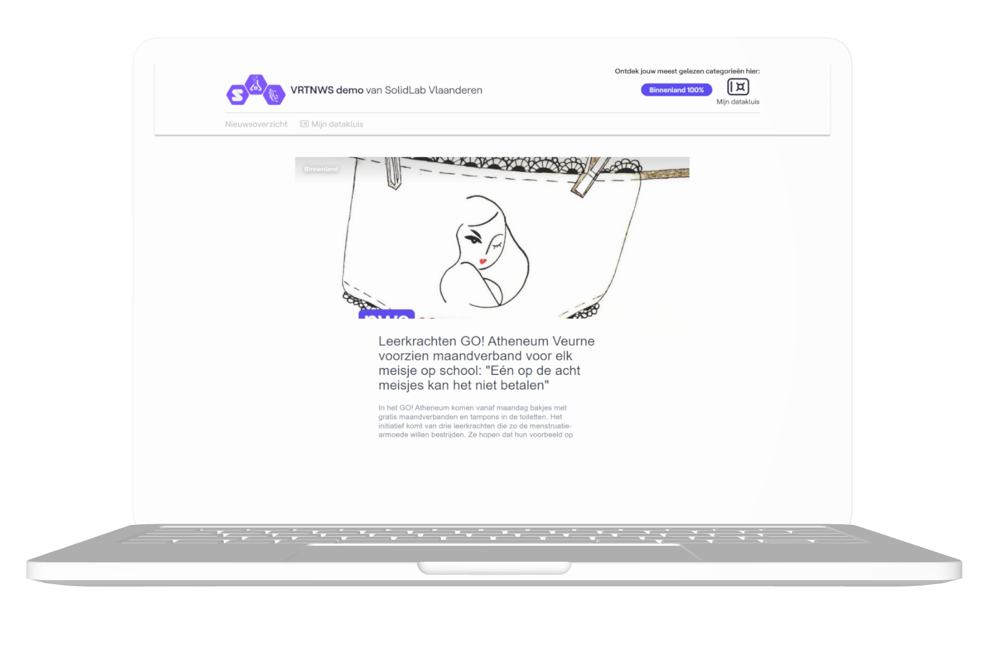 Ontdek jouw meest gelezen categorieën hier:
VRTNWS demo van SolidLab Vlaanderen
Binnenland 100%
Mijn datakluis
Nieuwsoverzicht
Mijn datakluis
Binnenland
nws
Leerkrachten GO! Atheneum Veurne
voorzien maandverband voor elk
meisje op school: "Eén op de acht
meisjes kan het niet betalen"
In het GO! Atheneum komen vanaf maandag bakjes met
gratis maandverbanden en tampons in de toiletten. Het
initiatief komt van drie leerkrachten die zo de menstruatie-
armoede willen bestrijden. Ze hopen dat hun voorbeeld op